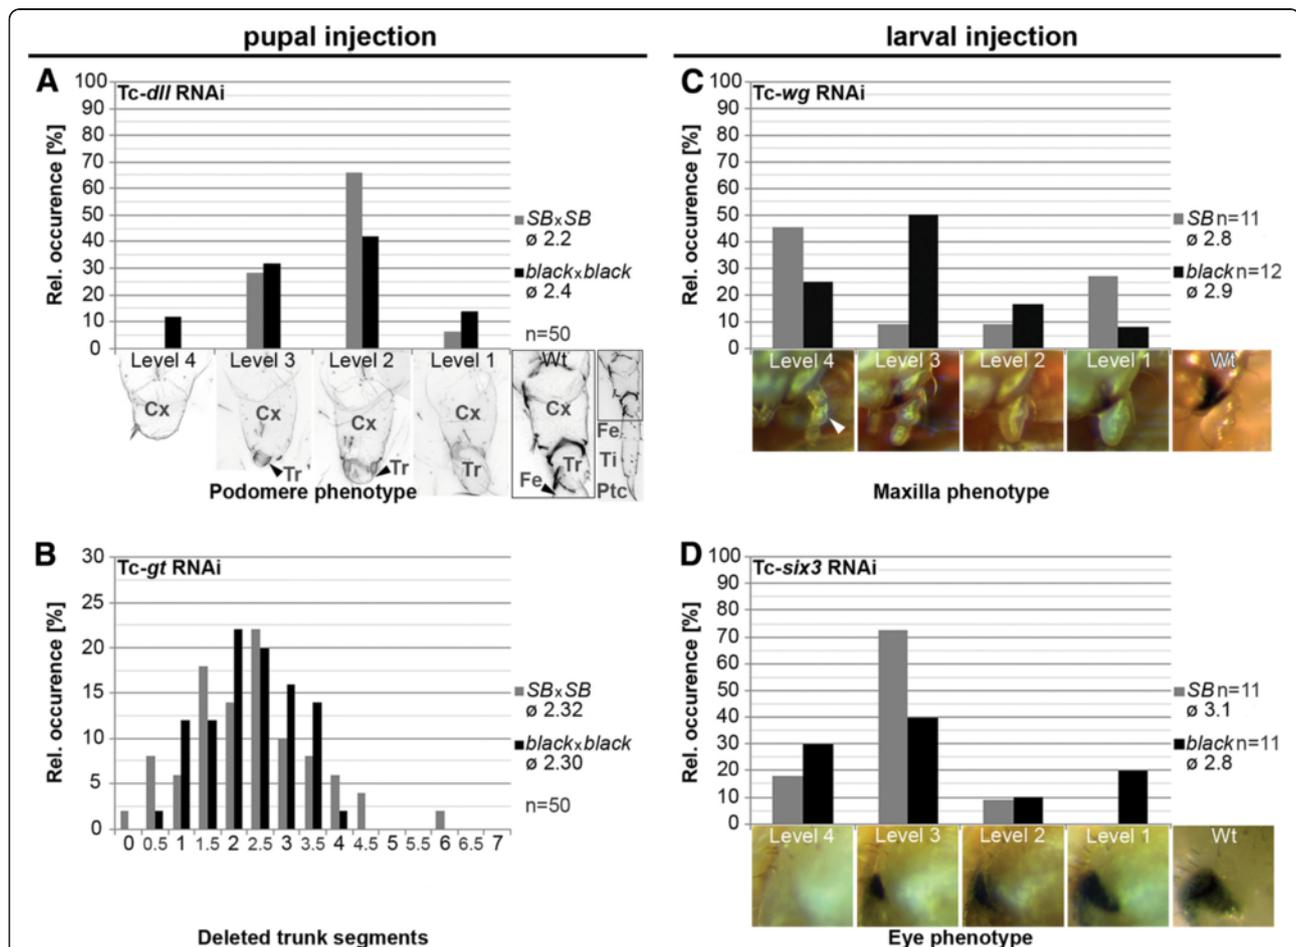 pupal injection
larval injection
A
Tc-dll RNAi
Rel. occurence [%]
100
90
80
70
60
50
40
30
20
10
0
SBxSB
ø 2.2
blackxblack
ø 2.4
n=50
Level 4 Level 3 Level 2 Level 1 Wt
Cx Cx Cx Cx Cx
Tr Tr Tr Tr
Fe
Fe
Ti
Ptc
Podomere phenotype
C
Tc-wg RNAi
Rel. occurence [%]
100
90
80
70
60
50
40
30
20
10
0
SB n=11
ø 2.8
black n=12
ø 2.9
Level 4 Level 3 Level 2 Level 1 Wt
Maxilla phenotype
B
Tc-gt RNAi
Rel. occurence [%]
30
25
20
15
10
5
0
SBxSB
ø 2.32
blackxblack
ø 2.30
n=50
0 0.5 1 1.5 2 2.5 3 3.5 4 4.5 5 5.5 6 6.5 7
Deleted trunk segments
D
Tc-six3 RNAi
Rel. occurence [%]
100
90
80
70
60
50
40
30
20
10
0
SB n=11
ø 3.1
black n=11
ø 2.8
Level 4 Level 3 Level 2 Level 1 Wt
Eye phenotype